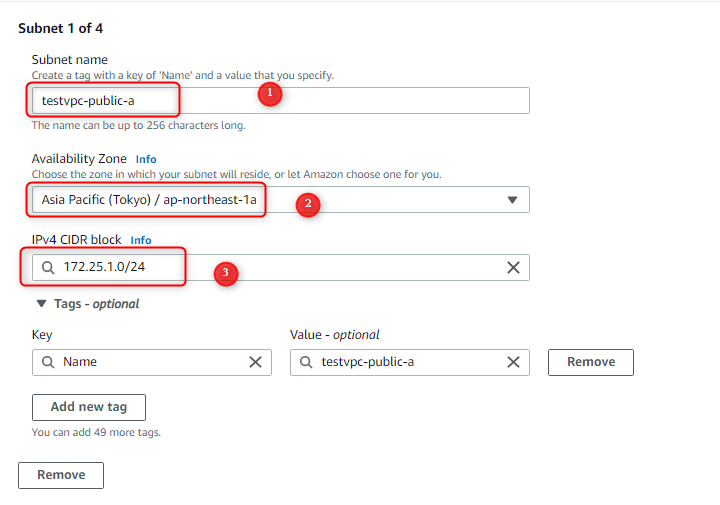 Subnet 1 of 4
Subnet name
Create a tag with a key of 'Name' and a value that you specify.
testvpc-public-a
1
The name can be up to 256 characters long.
Availability Zone Info
Choose the zone in which your subnet will reside, or let Amazon choose one for you.
Asia Pacific (Tokyo) / ap-northeast-1a
2
IPv4 CIDR block Info
172.25.1.0/24
3
Tags - optional
Key Value - optional
Name testvpc-public-a Remove
Add new tag
You can add 49 more tags.
Remove